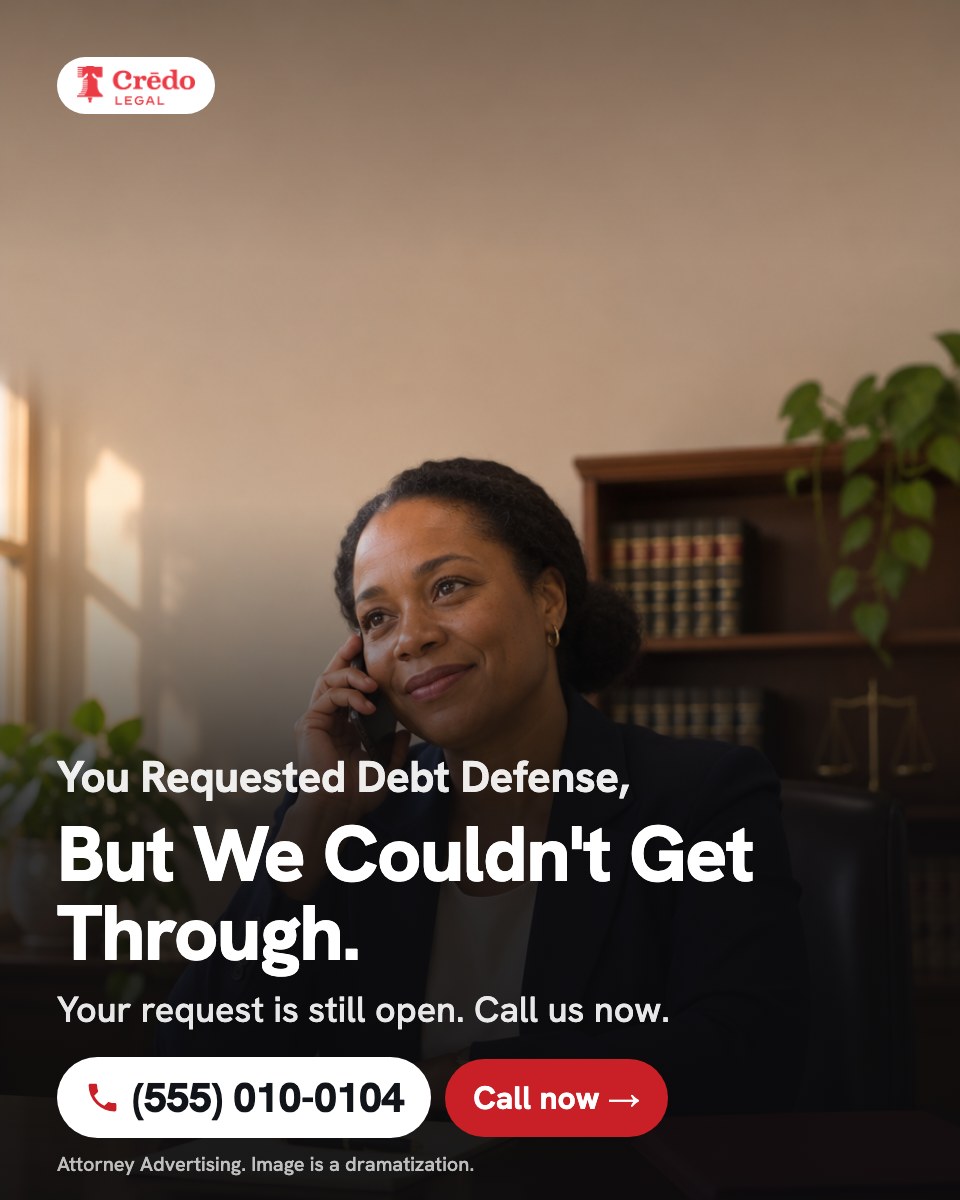 Crēdo
LEGAL
You Requested Debt Defense,
But We Couldn't Get
Through.
Your request is still open. Call us now.
(555) 010-0104
Call now →
Attorney Advertising. Image is a dramatization.